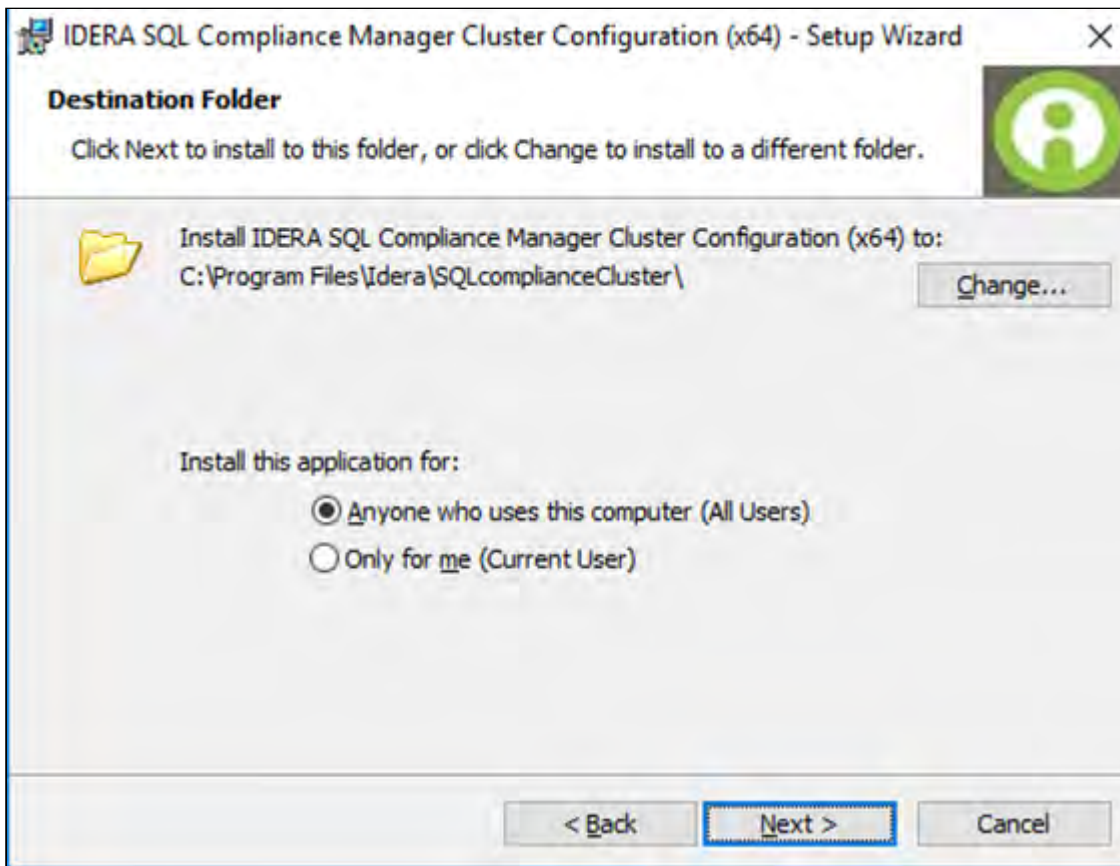 IDERA SQL Compliance Manager Cluster Configuration (x64) - Setup Wizard
Destination Folder
Click Next to install to this folder, or click Change to install to a different folder.
Install IDERA SQL Compliance Manager Cluster Configuration (x64) to:
C:\Program Files\Idera\SQLcomplianceCluster\
Change...
Install this application for:
Anyone who uses this computer (All Users)
Only for me (Current User)
< Back
Next >
Cancel